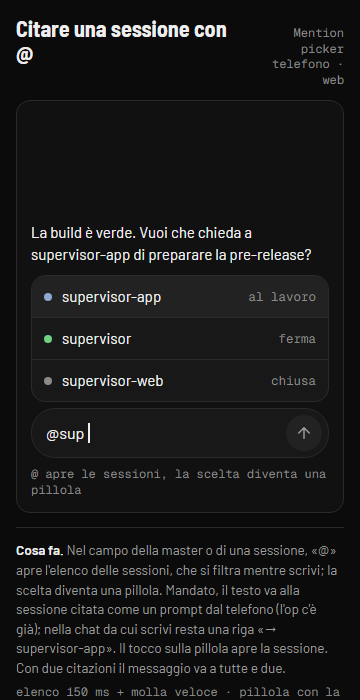 Citare una sessione con
@
Mention
picker
telefono ·
web
La build è verde. Vuoi che chieda a
supervisor-app di preparare la pre-release?
supervisor-app al lavoro
supervisor ferma
supervisor-web chiusa
@sup
@ apre le sessioni, la scelta diventa una
pillola
Cosa fa. Nel campo della master o di una sessione, «@»
apre l'elenco delle sessioni, che si filtra mentre scrivi; la
scelta diventa una pillola. Mandato, il testo va alla
sessione citata come un prompt dal telefono (l'op c'è
già); nella chat da cui scrivi resta una riga «→
supervisor-app». Il tocco sulla pillola apre la sessione.
Con due citazioni il messaggio va a tutte e due.
elenco 150 ms + molla veloce · pillola con la